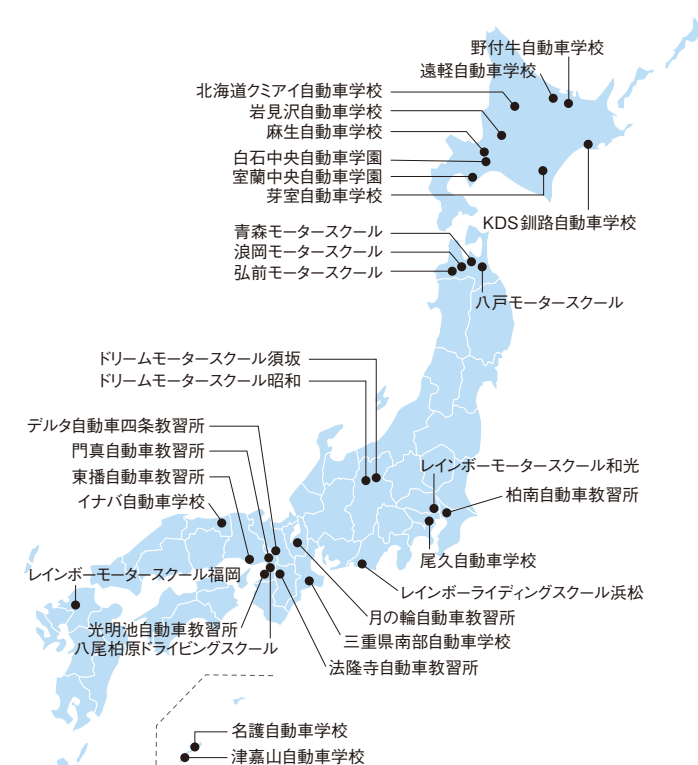 野付牛自動車学校
遠軽自動車学校
北海道クミアイ自動車学校
岩見沢自動車学校
麻生自動車学校
白石中央自動車学園
室蘭中央自動車学園
芽室自動車学校
KDS釧路自動車学校
青森モータースクール
浪岡モータースクール
弘前モータースクール
八戸モータースクール
ドリームモータースクール須坂
ドリームモータースクール昭和
デルタ自動車四条教習所
門真自動車教習所
東播自動車教習所
イナバ自動車学校
レインボーモータースクール和光
柏南自動車教習所
尾久自動車学校
レインボーモータースクール福岡
レインボーライディングスクール浜松
月の輪自動車教習所
光明池自動車教習所
三重県南部自動車学校
八尾柏原ドライビングスクール
法隆寺自動車教習所
名護自動車学校
津嘉山自動車学校